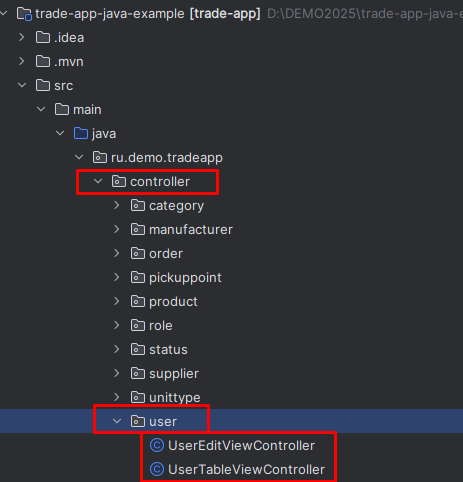 trade-app-java-example [trade-app] D:\DEMO2025\trade-app-java-e
.idea
.mvn
src
main
java
ru.demo.tradeapp
controller
category
manufacturer
order
pickuppoint
product
role
status
supplier
unittype
user
UserEditViewController
UserTableViewController